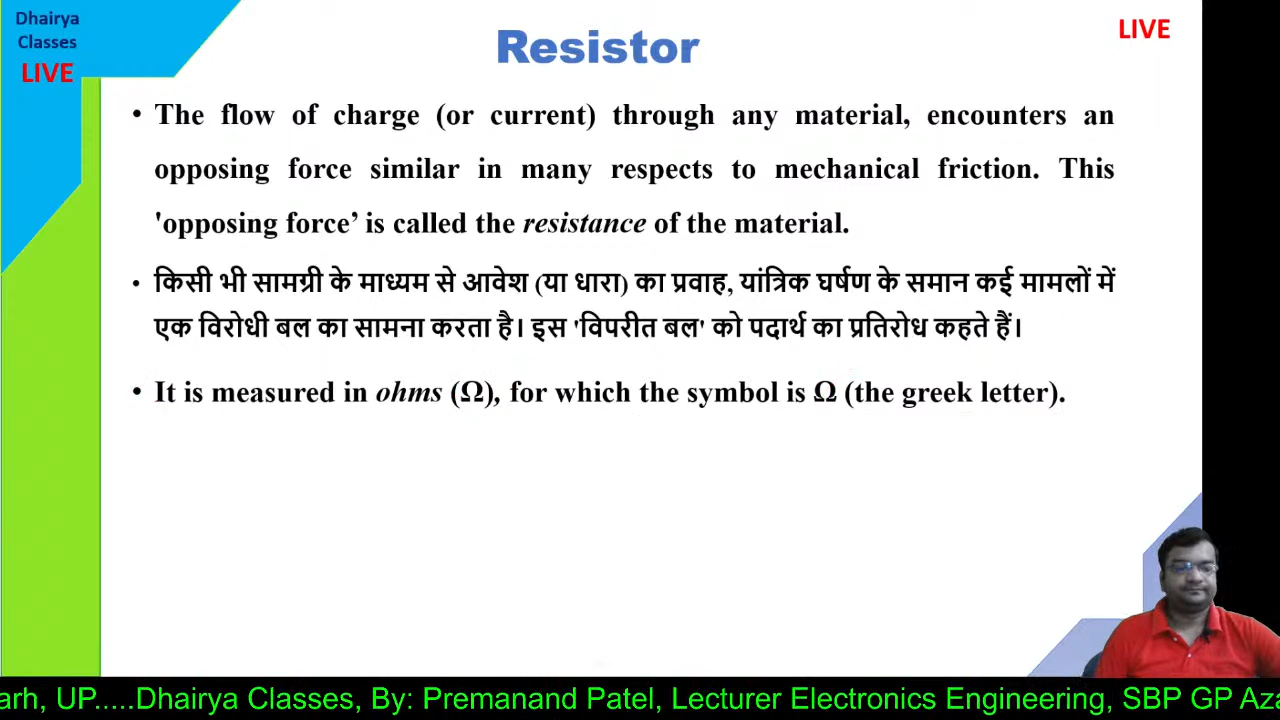 Dhairya
Classes
LIVE
LIVE
Resistor
• The flow of charge (or current) through any material, encounters an
opposing force similar in many respects to mechanical friction. This
'opposing force’ is called the resistance of the material.
• किसी भी सामग्री के माध्यम से आवेश (या धारा) का प्रवाह, यांत्रिक घर्षण के समान कई मामलों में
एक विरोधी बल का सामना करता है। इस 'विपरीत बल' को पदार्थ का प्रतिरोध कहते हैं।
• It is measured in ohms (Ω), for which the symbol is Ω (the greek letter).
arh, UP.....Dhairya Classes, By: Premanand Patel, Lecturer Electronics Engineering, SBP GP Aza